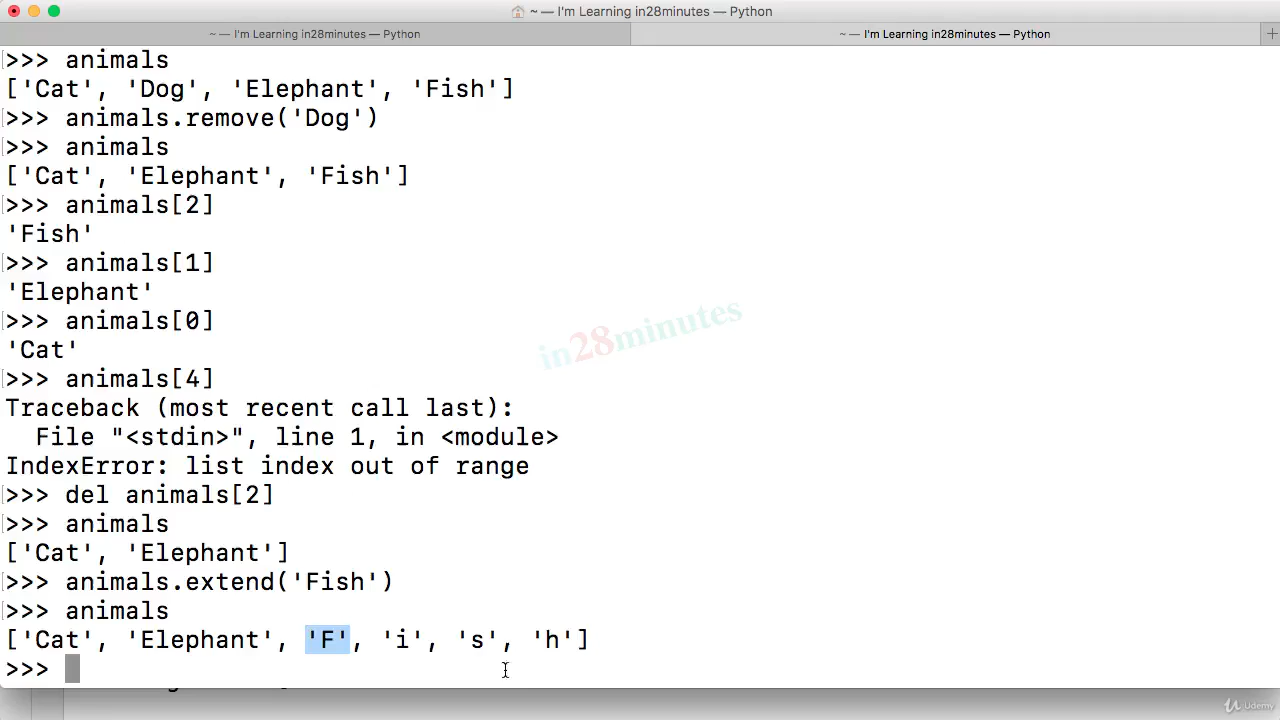 ~ — I'm Learning in28minutes — Python
~ — I'm Learning in28minutes — Python
~ — I'm Learning in28minutes — Python
>>> animals
['Cat', 'Dog', 'Elephant', 'Fish']
>>> animals.remove('Dog')
>>> animals
['Cat', 'Elephant', 'Fish']
>>> animals[2]
'Fish'
>>> animals[1]
'Elephant'
>>> animals[0]
'Cat'
>>> animals[4]
Traceback (most recent call last):
  File "<stdin>", line 1, in <module>
IndexError: list index out of range
>>> del animals[2]
>>> animals
['Cat', 'Elephant']
>>> animals.extend('Fish')
>>> animals
['Cat', 'Elephant', 'F', 'i', 's', 'h']
>>>
in28minutes
Udemy